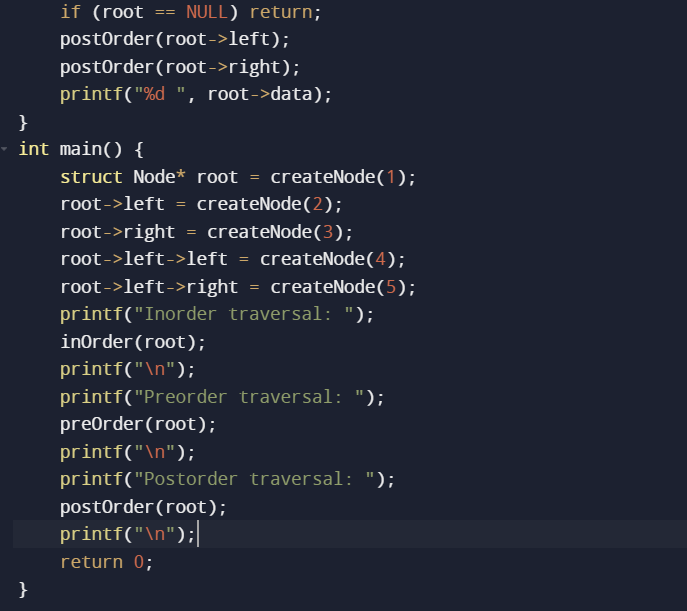 if (root == NULL) return;
postOrder(root->left);
postOrder(root->right);
printf("%d ", root->data);
}
int main() {
struct Node* root = createNode(1);
root->left = createNode(2);
root->right = createNode(3);
root->left->left = createNode(4);
root->left->right = createNode(5);
printf("Inorder traversal: ");
inOrder(root);
printf("\n");
printf("Preorder traversal: ");
preOrder(root);
printf("\n");
printf("Postorder traversal: ");
postOrder(root);
printf("\n");
return 0;
}